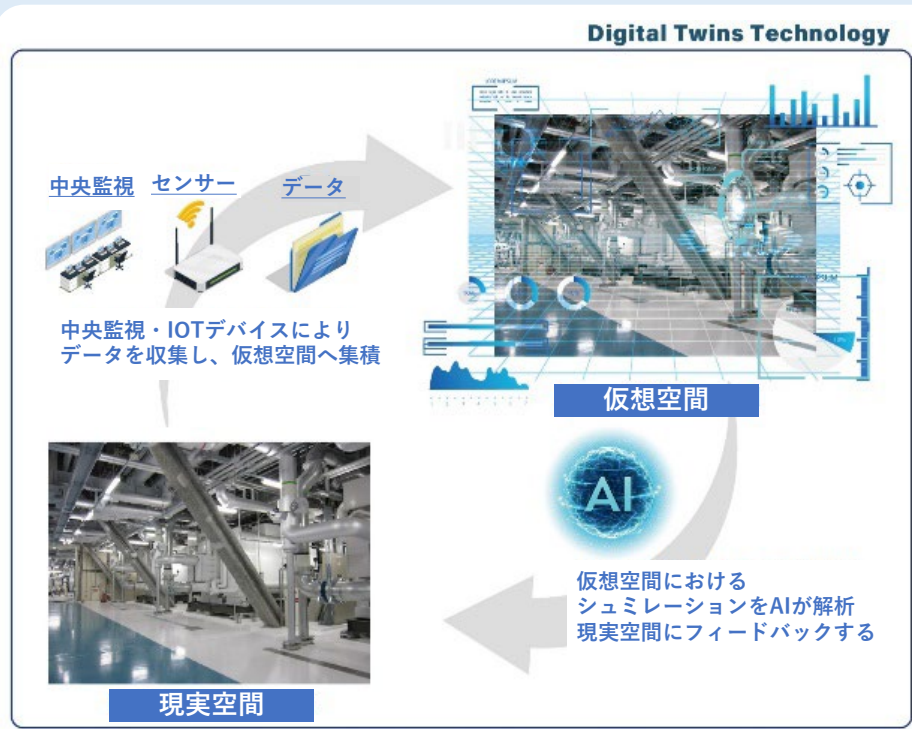 Digital Twins Technology
中央監視
センサー
データ
中央監視・IOTデバイスにより
データを収集し、仮想空間へ集積
仮想空間
AI
仮想空間における
シュミレーションをAIが解析
現実空間にフィードバックする
現実空間